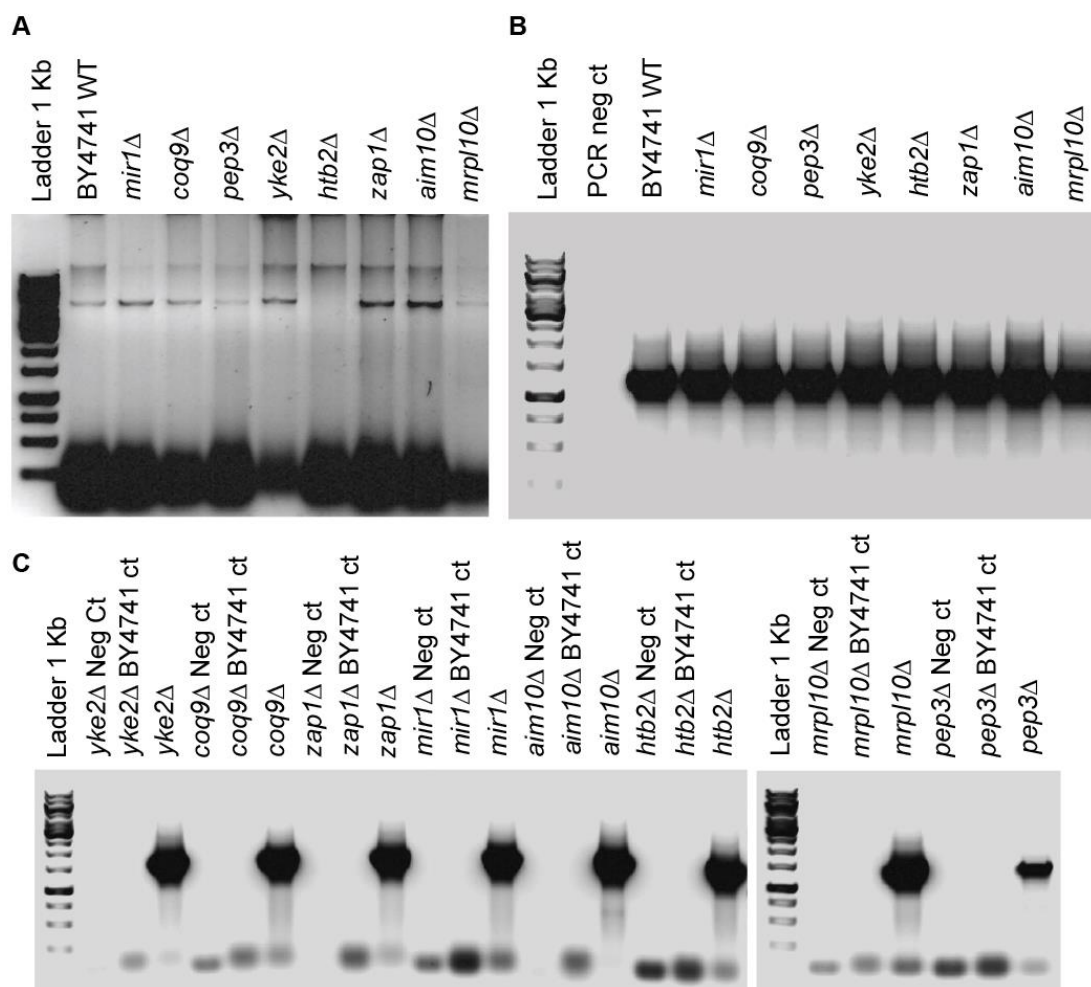 A
Ladder 1 Kb
BY4741 WT
mir1Δ
coq9Δ
pep3Δ
yke2Δ
htb2Δ
zap1Δ
aim10Δ
mrpl10Δ
B
Ladder 1 Kb
PCR neg ct
BY4741 WT
mir1Δ
coq9Δ
pep3Δ
yke2Δ
htb2Δ
zap1Δ
aim10Δ
mrpl10Δ
C
Ladder 1 Kb
yke2Δ Neg Ct
yke2Δ BY4741 ct
yke2Δ
coq9Δ Neg ct
coq9Δ BY4741 ct
coq9Δ
zap1Δ Neg ct
zap1Δ BY4741 ct
zap1Δ
mir1Δ Neg ct
mir1Δ BY4741 ct
mir1Δ
aim10Δ Neg ct
aim10Δ BY4741 ct
aim10Δ
htb2Δ Neg ct
htb2Δ BY4741 ct
htb2Δ
Ladder 1 Kb
mrpl10Δ Neg ct
mrpl10Δ BY4741 ct
mrpl10Δ
pep3Δ Neg ct
pep3Δ BY4741 ct
pep3Δ